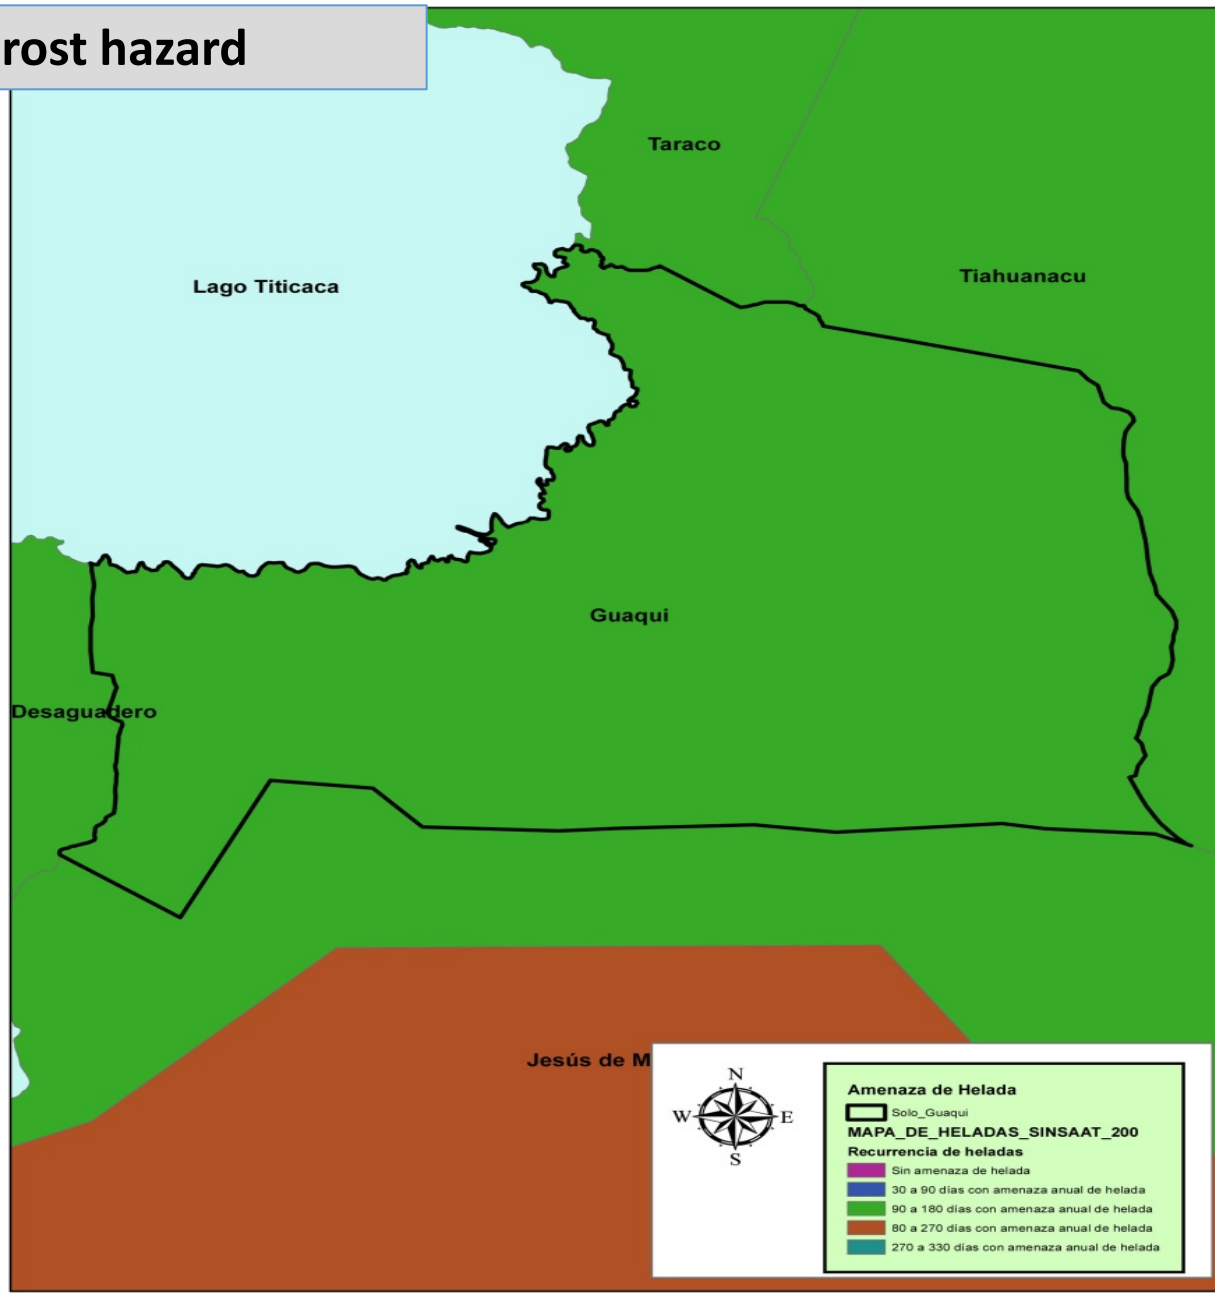 rost hazard
Taraco
Tiahuanacu
Lago Titicaca
Guaqui
Desaguadero
Jesús de M
N
W E
S
Amenaza de Helada
Solo_Guaqui
MAPA_DE_HELADAS_SINSAAT_200
Recurrencia de heladas
Sin amenaza de helada
30 a 90 días con amenaza anual de helada
90 a 180 días con amenaza anual de helada
80 a 270 días con amenaza anual de helada
270 a 330 días con amenaza anual de helada